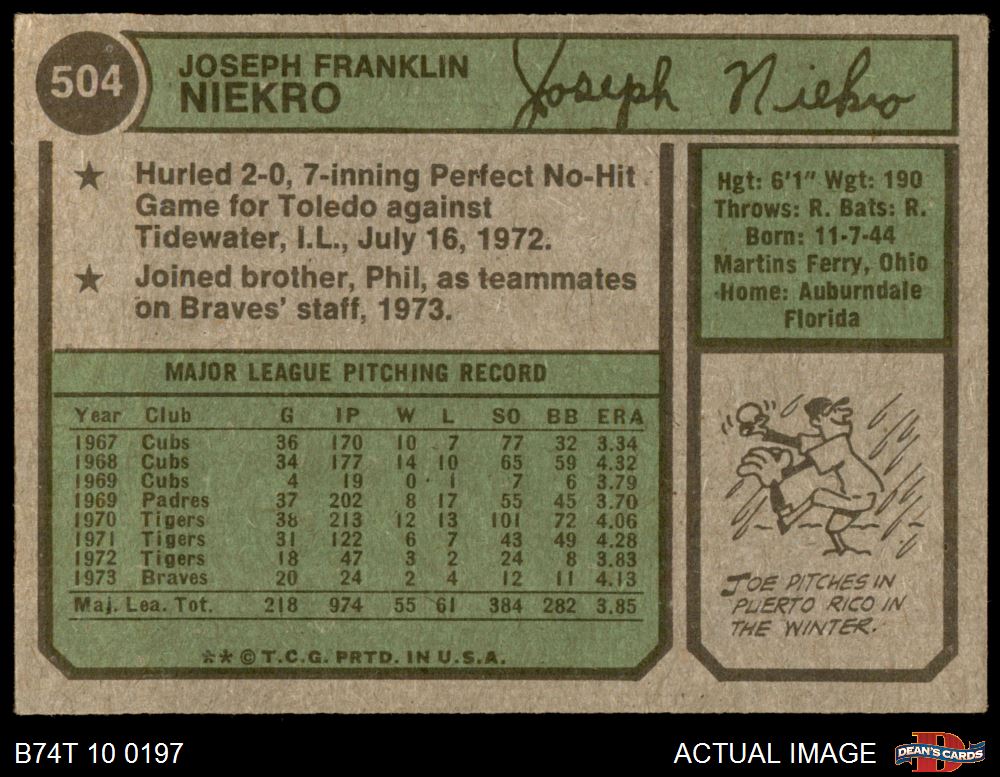 504
JOSEPH FRANKLIN
NIEKRO
Joseph Niekro
★ Hurled 2-0, 7-inning Perfect No-Hit
Game for Toledo against
Tidewater, I.L., July 16, 1972.
★ Joined brother, Phil, as teammates
on Braves' staff, 1973.
Hgt: 6'1" Wgt: 190
Throws: R. Bats: R.
Born: 11-7-44
Martins Ferry, Ohio
Home: Auburndale
Florida
MAJOR LEAGUE PITCHING RECORD
Year Club G IP W L SO BB ERA
1967 Cubs 36 170 10 7 77 32 3.34
1968 Cubs 34 177 14 10 65 59 4.32
1969 Cubs 4 19 0 1 7 6 3.79
1969 Padres 37 202 8 17 55 45 3.70
1970 Tigers 38 213 12 13 101 72 4.06
1971 Tigers 31 122 6 7 43 49 4.28
1972 Tigers 18 47 3 2 24 8 3.83
1973 Braves 20 24 2 4 12 11 4.13
Maj. Lea. Tot. 218 974 55 61 384 282 3.85
** © T.C.G. PRTD. IN U.S.A.
JOE PITCHES IN
PUERTO RICO IN
THE WINTER.
B74T 10 0197
ACTUAL IMAGE
D
DEAN'S CARDS